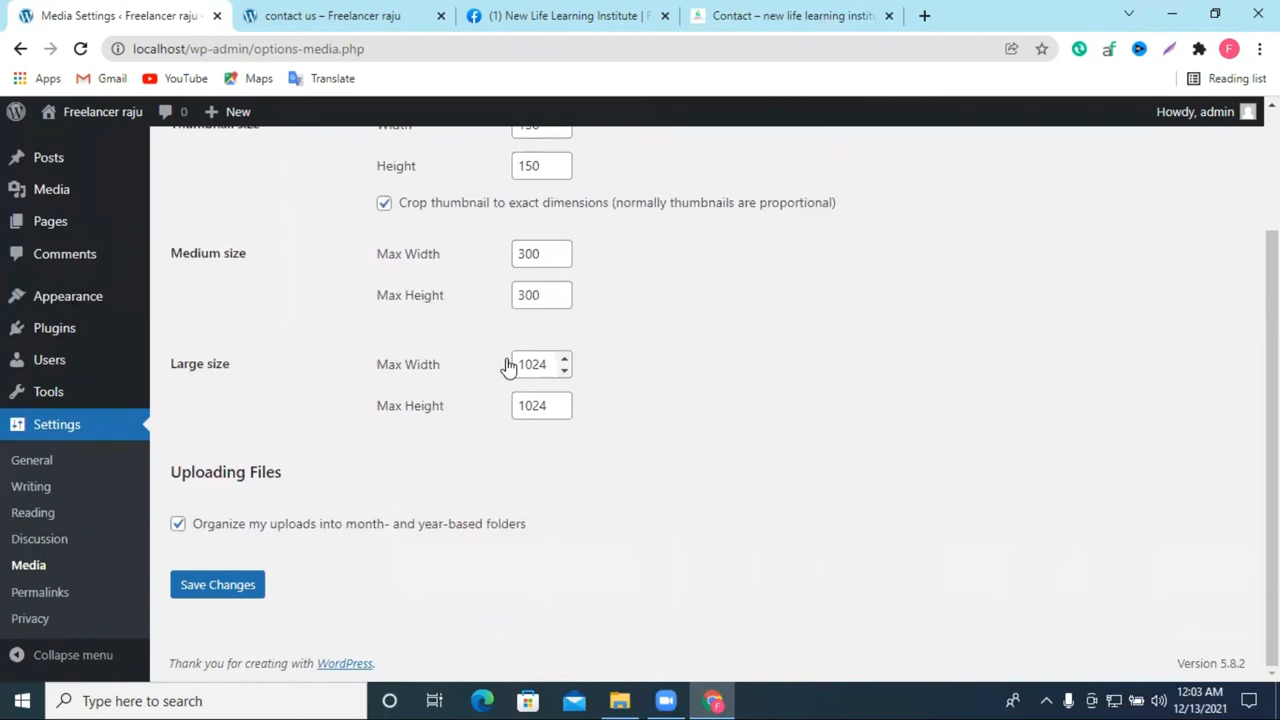 Media Settings ‹ Freelancer raju -
contact us – Freelancer raju
(1) New Life Learning Institute |
Contact – new life learning instit
localhost/wp-admin/options-media.php
F
Apps
Gmail
YouTube
Maps
Translate
Reading list
Freelancer raju
0
New
Howdy, admin
Posts
Media
Pages
Comments
Appearance
Plugins
Users
Tools
Settings
General
Writing
Reading
Discussion
Media
Permalinks
Privacy
Collapse menu
Thumbnail size
Width
150
Height
150
Crop thumbnail to exact dimensions (normally thumbnails are proportional)
Medium size
Max Width
300
Max Height
300
Large size
Max Width
1024
Max Height
1024
Uploading Files
Organize my uploads into month- and year-based folders
Save Changes
Thank you for creating with WordPress.
Version 5.8.2
Type here to search
12:03 AM
12/13/2021